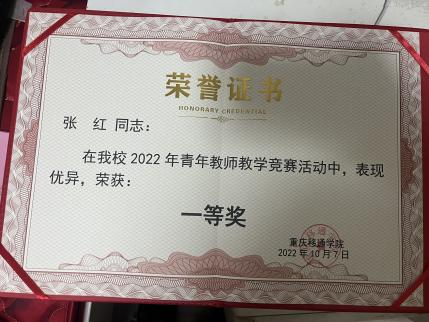 荣誉证书
HONORARY CREDENTIAL
张 红 同志：
在我校 2022 年青年教师教学竞赛活动中，表现
优异，荣获：
一等奖
重庆移通学院
2022 年 10 月 7 日